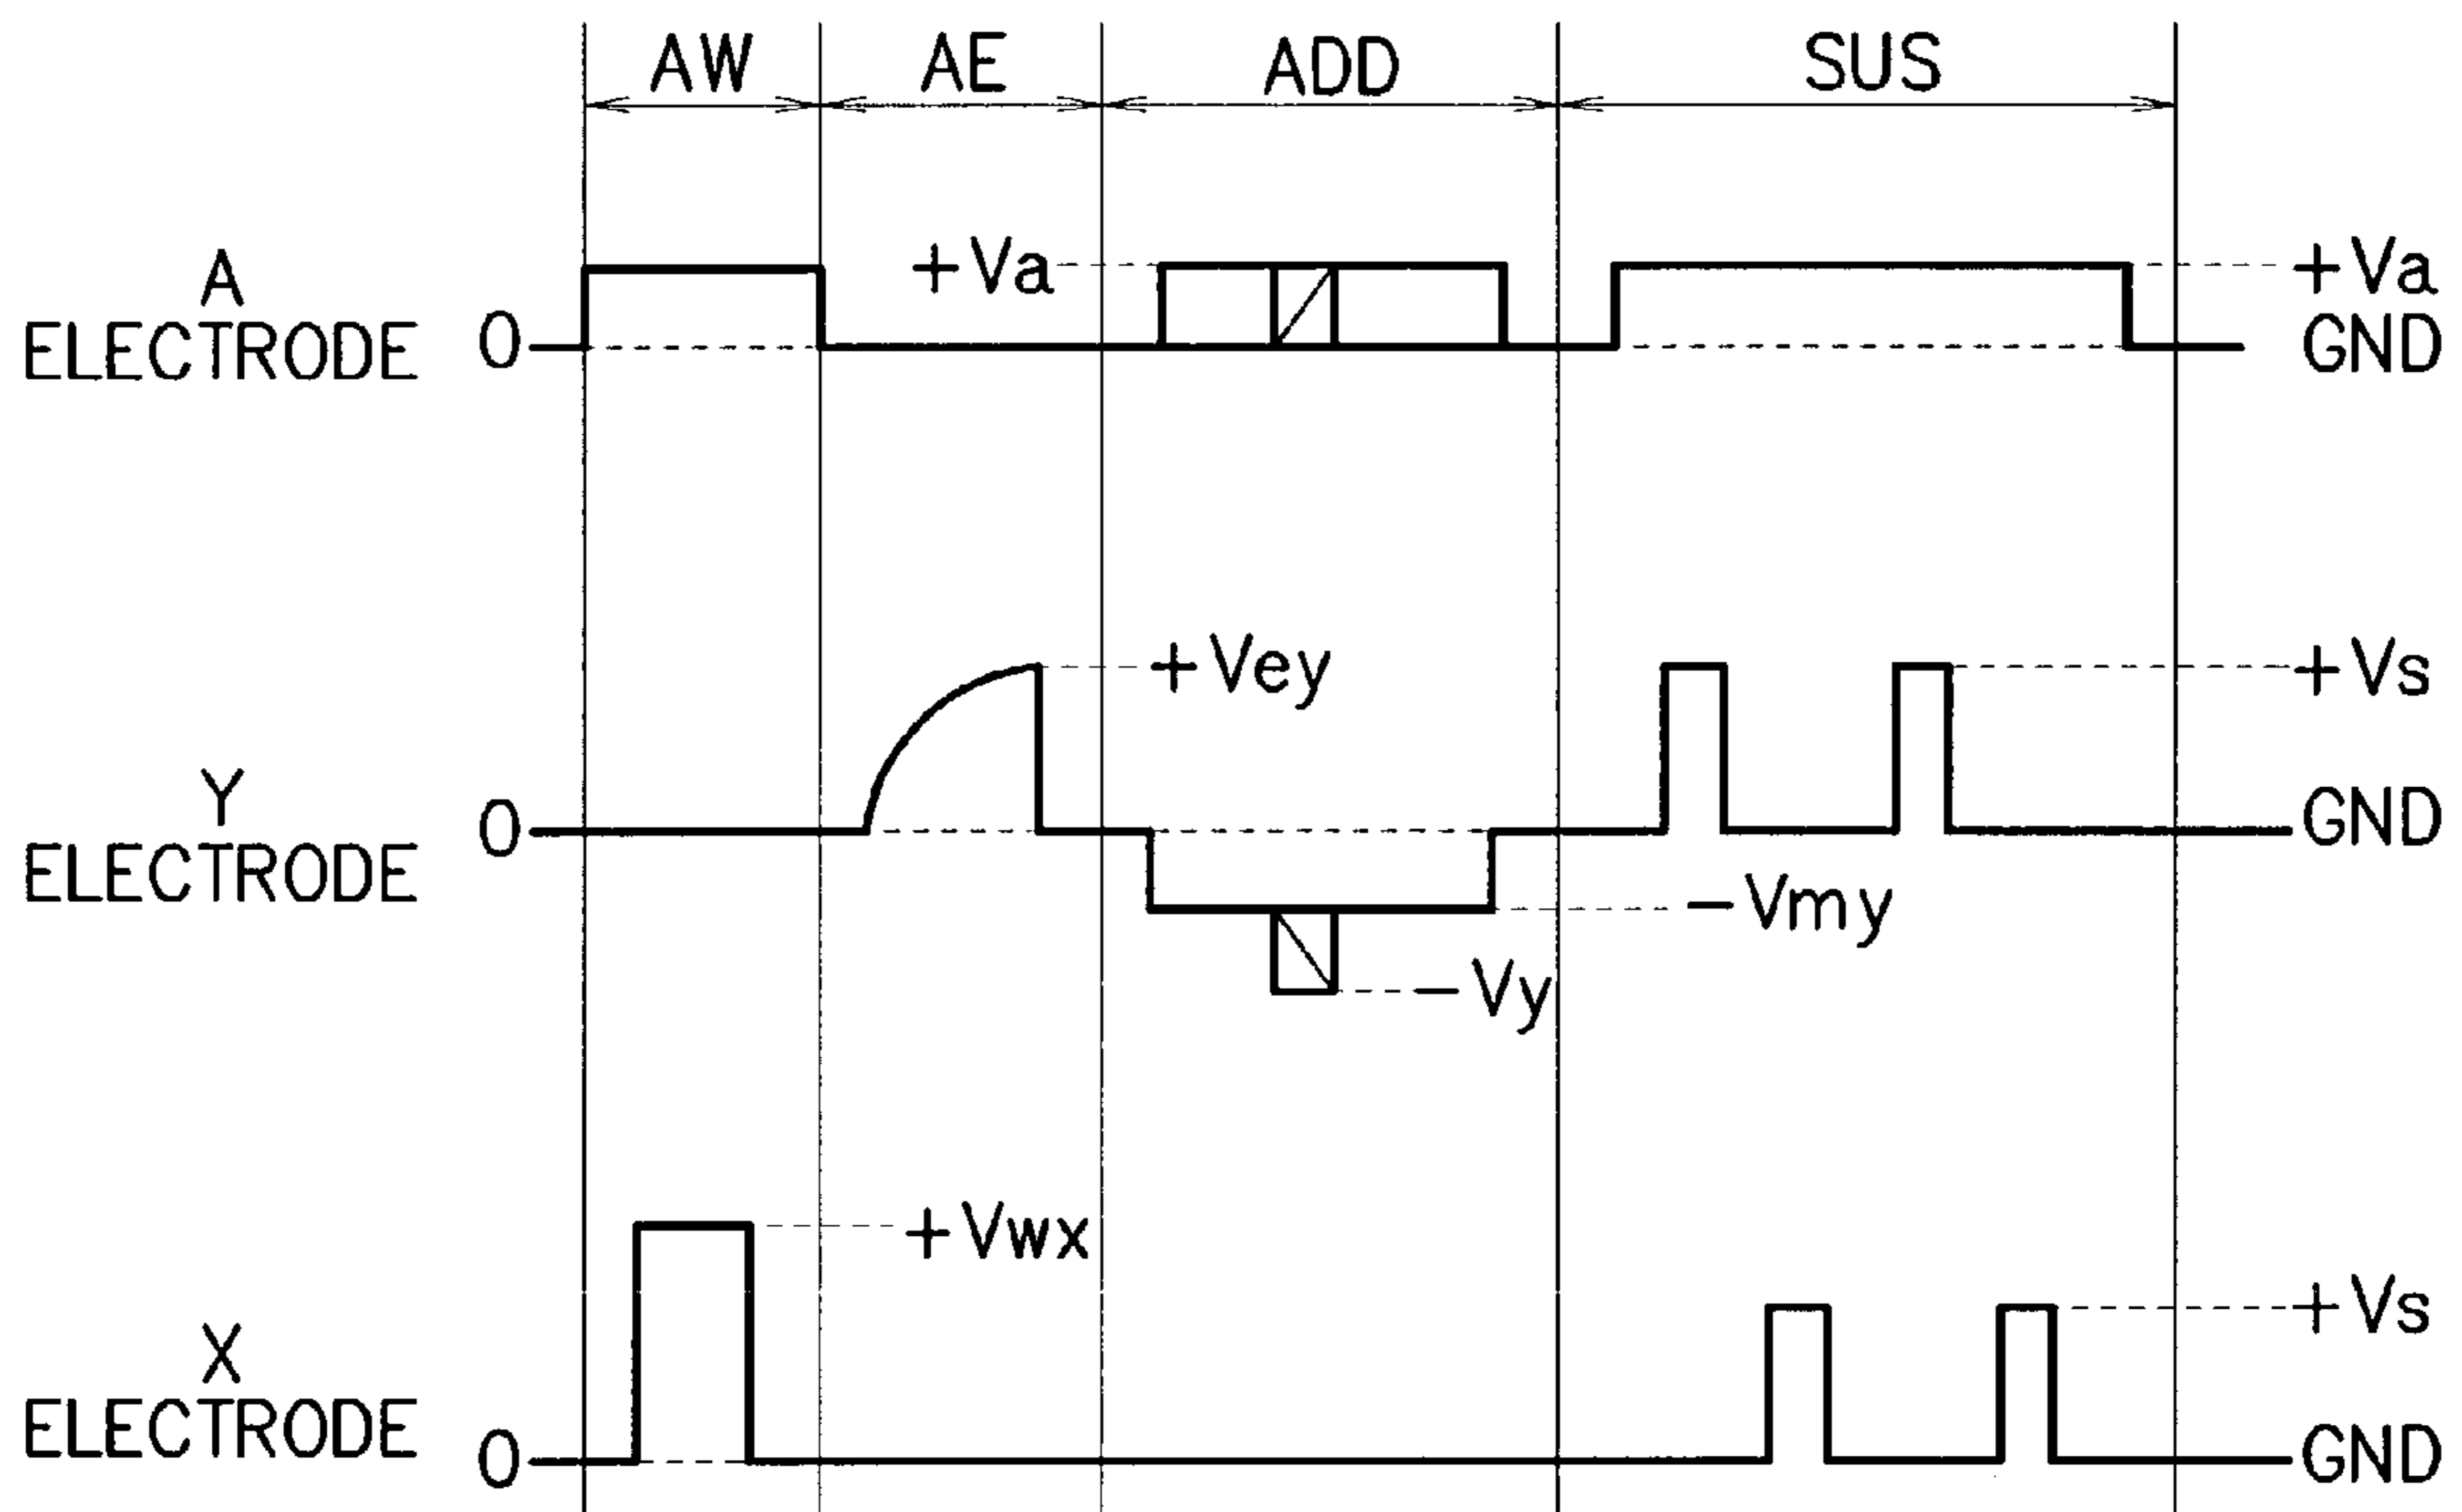 AW AE ADD SUS
A
ELECTRODE
+Va
+Va
0
GND
Y
ELECTRODE
+Vey
+Vs
0
GND
-Vmy
-Vy
X
ELECTRODE
+Vwx
+Vs
0
GND